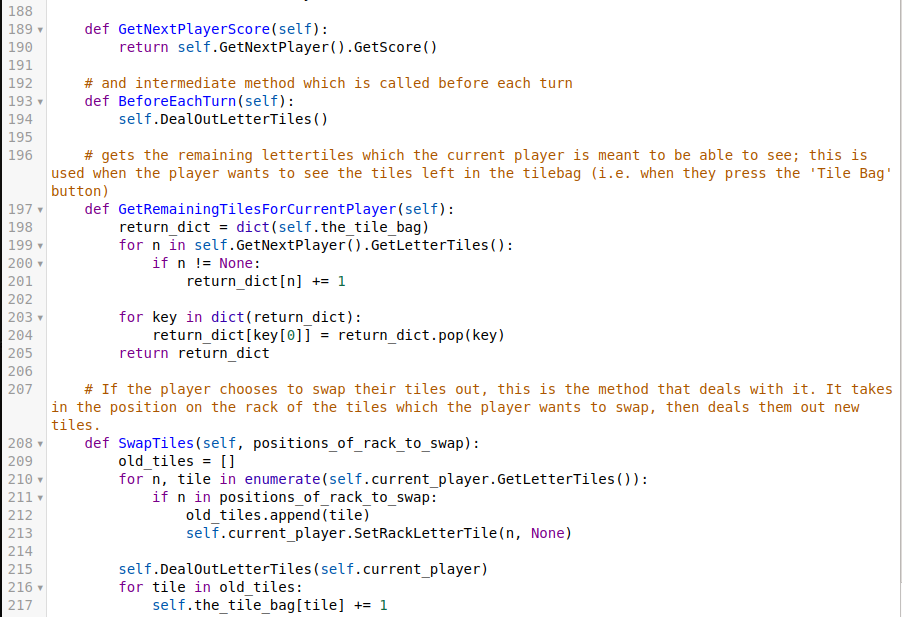 188
189 def GetNextPlayerScore(self):
190 return self.GetNextPlayer().GetScore()
191
192 # and intermediate method which is called before each turn
193 def BeforeEachTurn(self):
194 self.DealOutLetterTiles()
195
196 # gets the remaining lettertiles which the current player is meant to be able to see; this is
used when the player wants to see the tiles left in the tilebag (i.e. when they press the 'Tile Bag'
button)
197 def GetRemainingTilesForCurrentPlayer(self):
198 return_dict = dict(self.the_tile_bag)
199 for n in self.GetNextPlayer().GetLetterTiles():
200 if n != None:
201 return_dict[n] += 1
202
203 for key in dict(return_dict):
204 return_dict[key[0]] = return_dict.pop(key)
205 return return_dict
206
207 # If the player chooses to swap their tiles out, this is the method that deals with it. It takes
in the position on the rack of the tiles which the player wants to swap, then deals them out new
tiles.
208 def SwapTiles(self, positions_of_rack_to_swap):
209 old_tiles = []
210 for n, tile in enumerate(self.current_player.GetLetterTiles()):
211 if n in positions_of_rack_to_swap:
212 old_tiles.append(tile)
213 self.current_player.SetRackLetterTile(n, None)
214
215 self.DealOutLetterTiles(self.current_player)
216 for tile in old_tiles:
217 self.the_tile_bag[tile] += 1